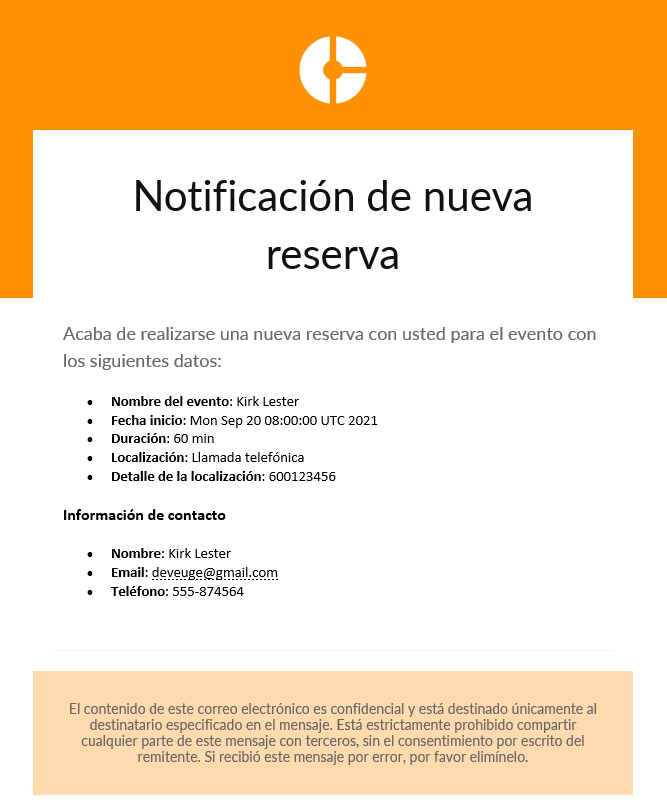 Notificación de nueva
reserva
Acaba de realizarse una nueva reserva con usted para el evento con
los siguientes datos:
• Nombre del evento: Kirk Lester
• Fecha inicio: Mon Sep 20 08:00:00 UTC 2021
• Duración: 60 min
• Localización: Llamada telefónica
• Detalle de la localización: 600123456
Información de contacto
• Nombre: Kirk Lester
• Email: deveuge@gmail.com
• Teléfono: 555-874564
El contenido de este correo electrónico es confidencial y está destinado únicamente al
destinatario especificado en el mensaje. Está estrictamente prohibido compartir
cualquier parte de este mensaje con terceros, sin el consentimiento por escrito del
remitente. Si recibió este mensaje por error, por favor elimínelo.